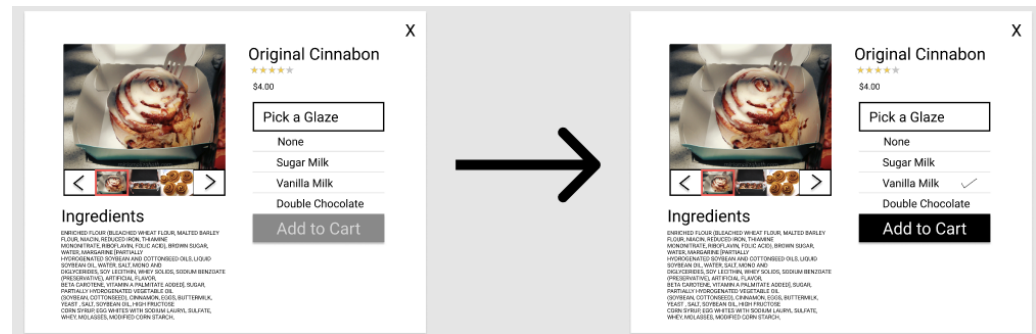 X
Original Cinnabon
$4.00
Pick a Glaze
None
Sugar Milk
Vanilla Milk
Double Chocolate
Add to Cart
Ingredients
ENRICHED FLOUR (BLEACHED WHEAT FLOUR, MALTED BARLEY
FLOUR, NIACIN, REDUCED IRON, THIAMINE
MONONITRATE, RIBOFLAVIN, FOLIC ACID), BROWN SUGAR,
WATER, MARGARINE [PARTIALLY
HYDROGENATED SOYBEAN AND COTTONSEED OILS, LIQUID
SOYBEAN OIL, WATER, SALT, MONO AND
DIGLYCERIDES, SOY LECITHIN, WHEY SOLIDS, SODIUM BENZOATE
(PRESERVATIVE), ARTIFICIAL FLAVOR,
BETA CAROTENE, VITAMIN A PALMITATE ADDED], SUGAR,
PARTIALLY HYDROGENATED VEGETABLE OIL
(SOYBEAN, COTTONSEED), CINNAMON, EGGS, BUTTERMILK,
YEAST , SALT, SOYBEAN OIL, HIGH FRUCTOSE
CORN SYRUP, EGG WHITES WITH SODIUM LAURYL SULFATE,
WHEY, MOLASSES, MODIFIED CORN STARCH,
X
Original Cinnabon
$4.00
Pick a Glaze
None
Sugar Milk
Vanilla Milk
Double Chocolate
Add to Cart
Ingredients
ENRICHED FLOUR (BLEACHED WHEAT FLOUR, MALTED BARLEY
FLOUR, NIACIN, REDUCED IRON, THIAMINE
MONONITRATE, RIBOFLAVIN, FOLIC ACID), BROWN SUGAR,
WATER, MARGARINE [PARTIALLY
HYDROGENATED SOYBEAN AND COTTONSEED OILS, LIQUID
SOYBEAN OIL, WATER, SALT, MONO AND
DIGLYCERIDES, SOY LECITHIN, WHEY SOLIDS, SODIUM BENZOATE
(PRESERVATIVE), ARTIFICIAL FLAVOR,
BETA CAROTENE, VITAMIN A PALMITATE ADDED], SUGAR,
PARTIALLY HYDROGENATED VEGETABLE OIL
(SOYBEAN, COTTONSEED), CINNAMON, EGGS, BUTTERMILK,
YEAST , SALT, SOYBEAN OIL, HIGH FRUCTOSE
CORN SYRUP, EGG WHITES WITH SODIUM LAURYL SULFATE,
WHEY, MOLASSES, MODIFIED CORN STARCH,